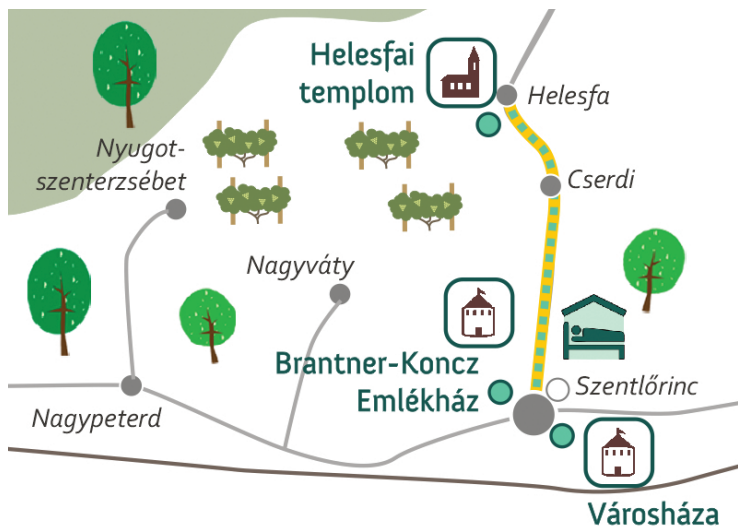 Helesfai
templom
Helesfa
Nyugot-
szenterzsébet
Cserdi
Nagyváty
Brantner-Koncz
Emlékház
Szentlőrinc
Nagypeterd
Városháza